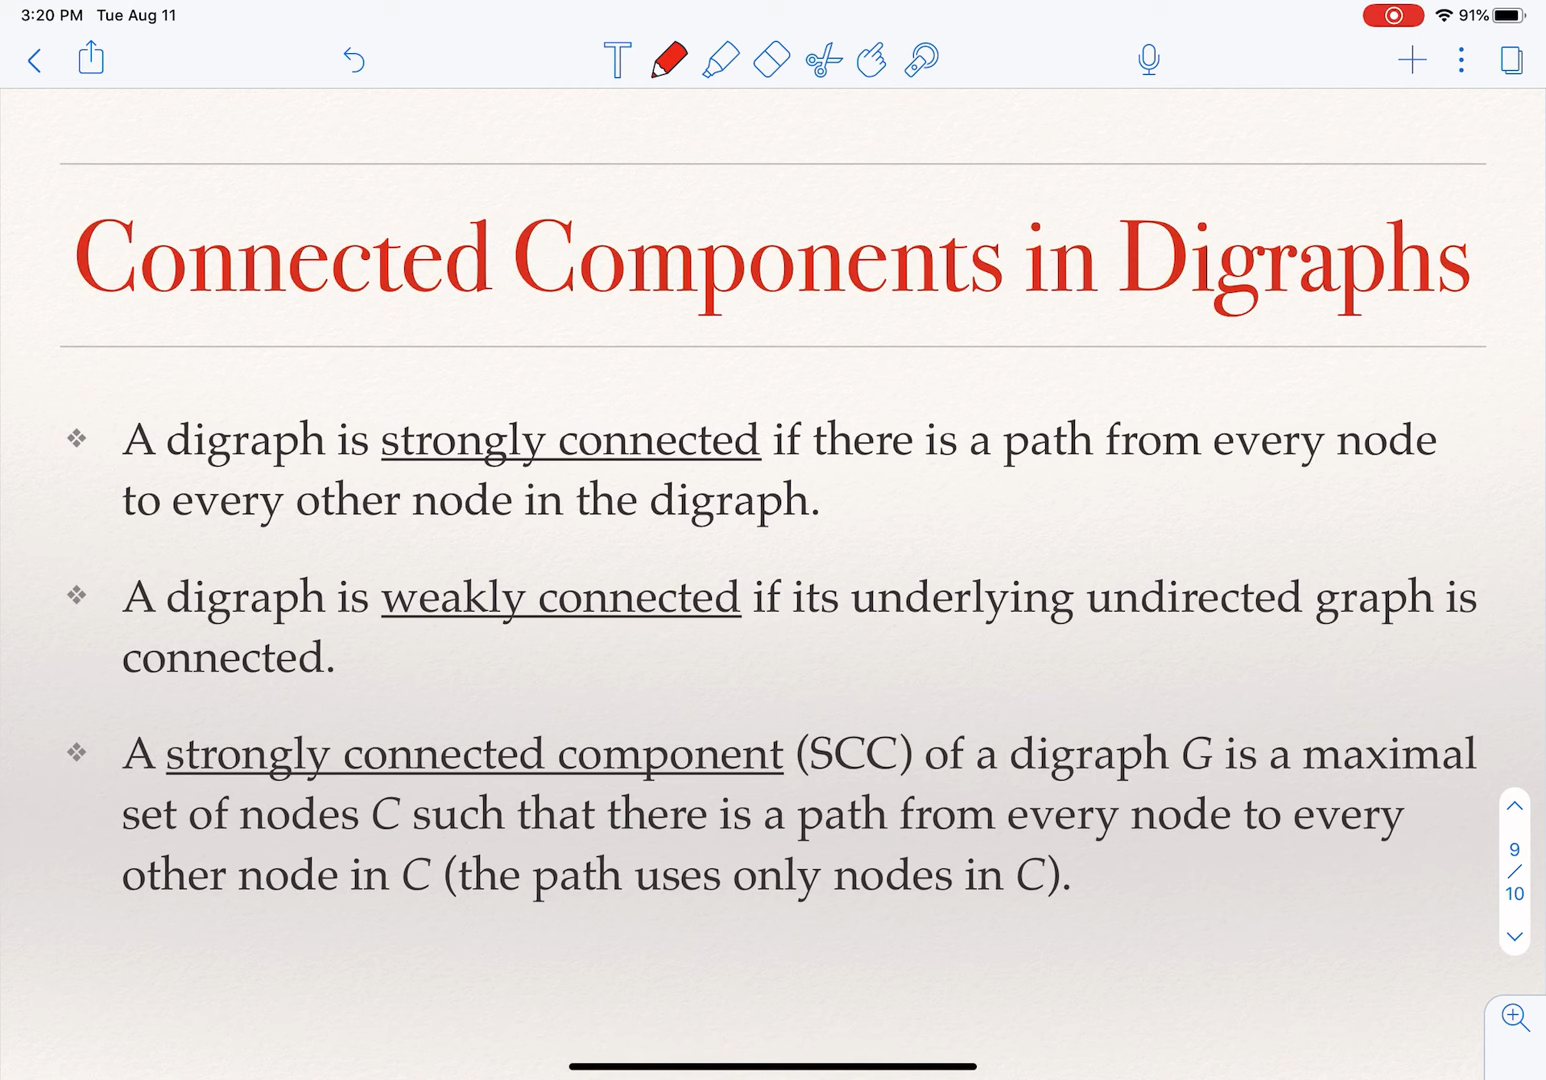 3:20 PM Tue Aug 11
91%
Connected Components in Digraphs
❖ A digraph is strongly connected if there is a path from every node
to every other node in the digraph.
❖ A digraph is weakly connected if its underlying undirected graph is
connected.
❖ A strongly connected component (SCC) of a digraph G is a maximal
set of nodes C such that there is a path from every node to every
other node in C (the path uses only nodes in C).
9
/
10